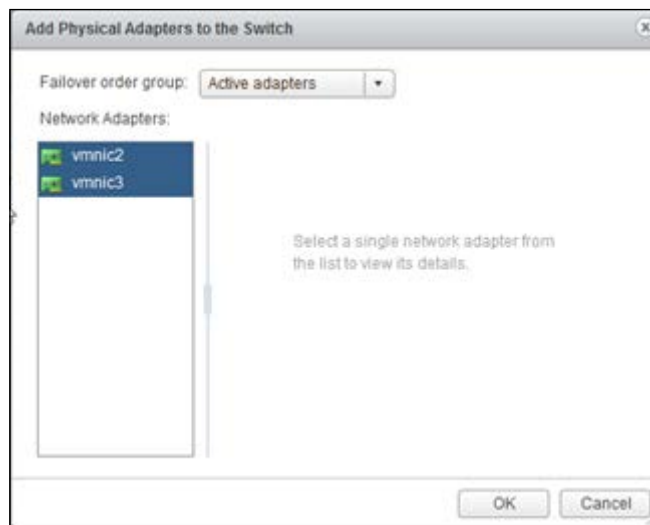 Add Physical Adapters to the Switch
Failover order group: Active adapters
Network Adapters:
vmnic2
vmnic3
Select a single network adapter from
the list to view its details.
OK Cancel